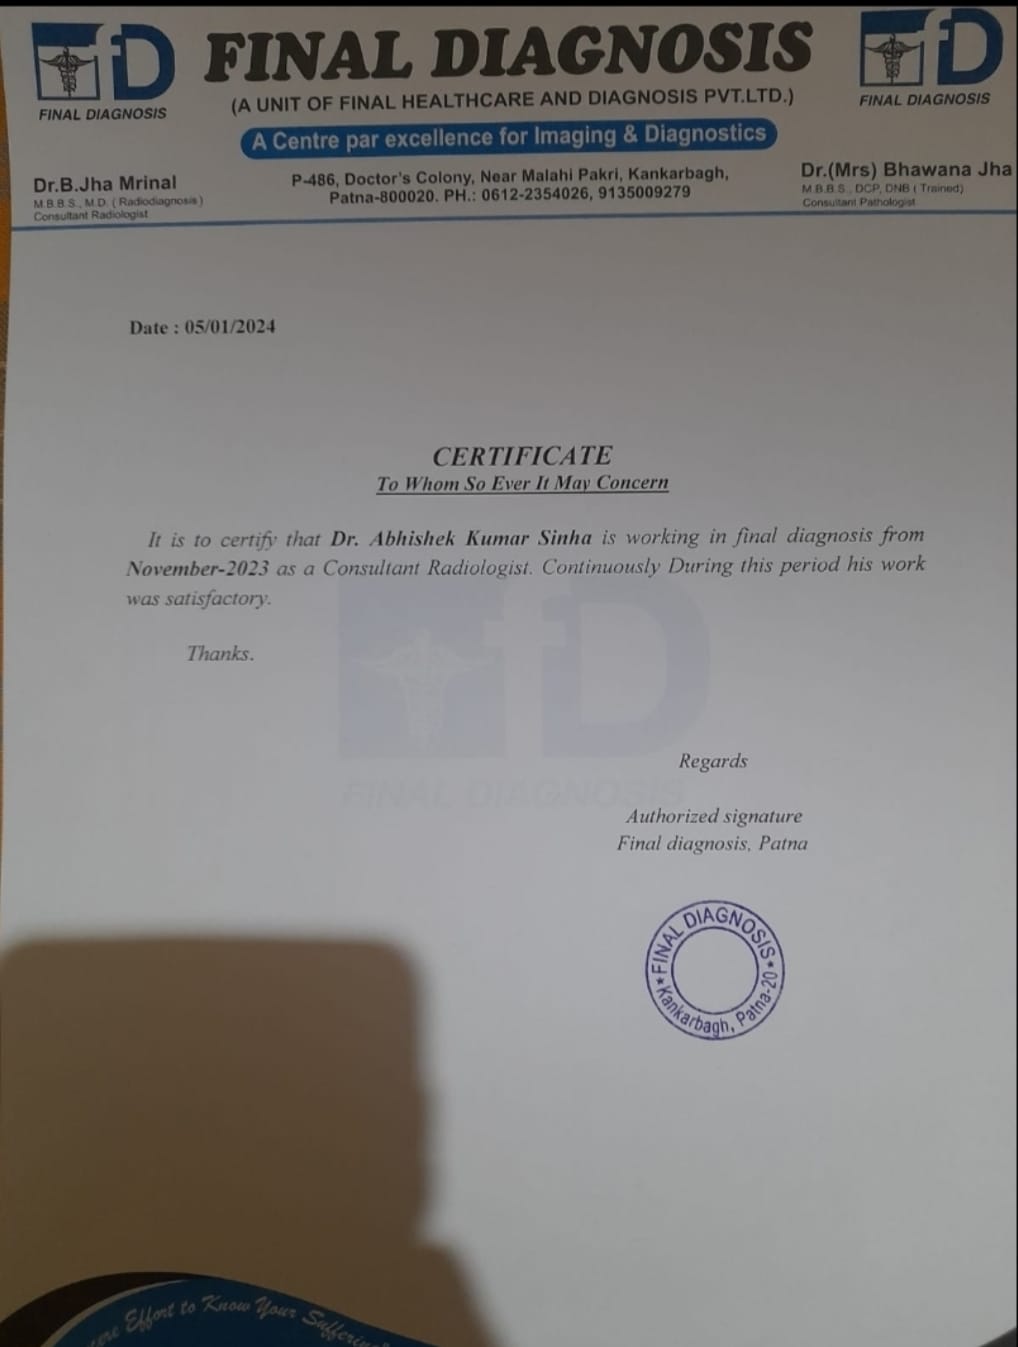 FINAL DIAGNOSIS
(A UNIT OF FINAL HEALTHCARE AND DIAGNOSIS PVT.LTD.)
A Centre par excellence for Imaging & Diagnostics
fD
FINAL DIAGNOSIS
fD
FINAL DIAGNOSIS
Dr.B.Jha Mrinal
M.B.B.S., M.D. ( Radiodiagnosis )
Consultant Radiologist
P-486, Doctor's Colony, Near Malahi Pakri, Kankarbagh,
Patna-800020. PH.: 0612-2354026, 9135009279
Dr.(Mrs) Bhawana Jha
M.B.B.S., DCP, DNB ( Trained)
Consultant Pathologist
Date : 05/01/2024
CERTIFICATE
To Whom So Ever It May Concern
It is to certify that Dr. Abhishek Kumar Sinha is working in final diagnosis from
November-2023 as a Consultant Radiologist. Continuously During this period his work
was satisfactory.
Thanks.
fD
FINAL DIAGNOSIS
Regards
Authorized signature
Final diagnosis, Patna
★ FINAL DIAGNOSIS ★
Kankarbagh, Patna-20
Effort to Know Your